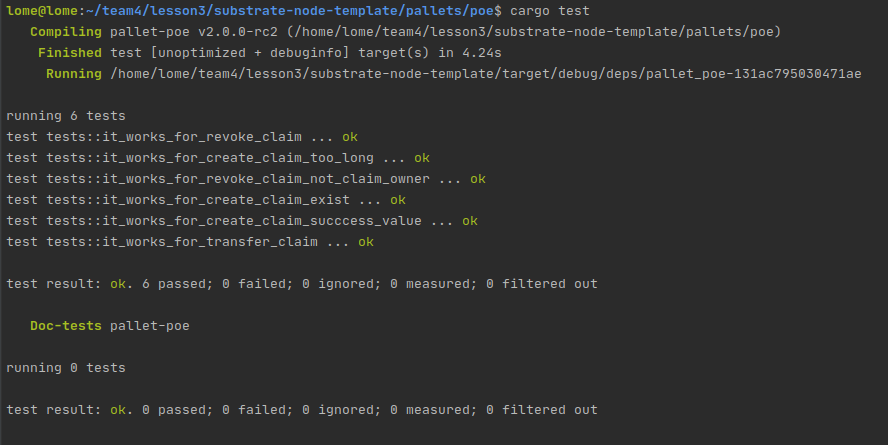 lome@lome:~/team4/lesson3/substrate-node-template/pallets/poe$ cargo test
Compiling pallet-poe v2.0.0-rc2 (/home/lome/team4/lesson3/substrate-node-template/pallets/poe)
Finished test [unoptimized + debuginfo] target(s) in 4.24s
Running /home/lome/team4/lesson3/substrate-node-template/target/debug/deps/pallet_poe-131ac795030471ae
running 6 tests
test tests::it_works_for_revoke_claim ... ok
test tests::it_works_for_create_claim_too_long ... ok
test tests::it_works_for_revoke_claim_not_claim_owner ... ok
test tests::it_works_for_create_claim_exist ... ok
test tests::it_works_for_create_claim_succcess_value ... ok
test tests::it_works_for_transfer_claim ... ok
test result: ok. 6 passed; 0 failed; 0 ignored; 0 measured; 0 filtered out
Doc-tests pallet-poe
running 0 tests
test result: ok. 0 passed; 0 failed; 0 ignored; 0 measured; 0 filtered out